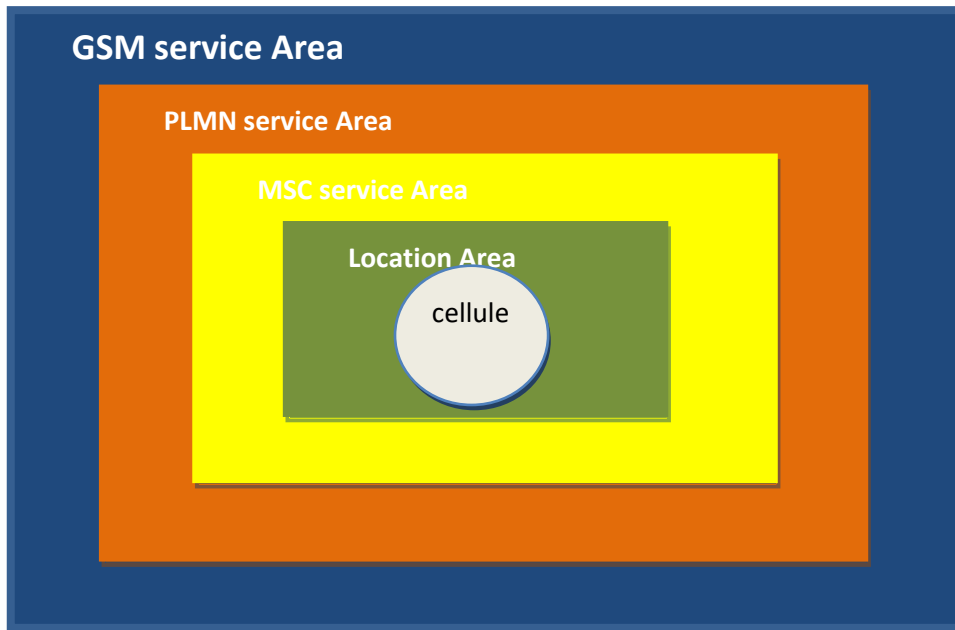 GSM service Area
PLMN service Area
MSC service Area
Location Area
cellule